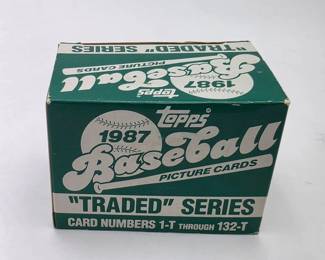 "TRADED" SERIES
PICTURE CARDS
Baseball
1987
topps®
1987
Baseball
PICTURE CARDS
"TRADED" SERIES
CARD NUMBERS 1-T THROUGH 132-T